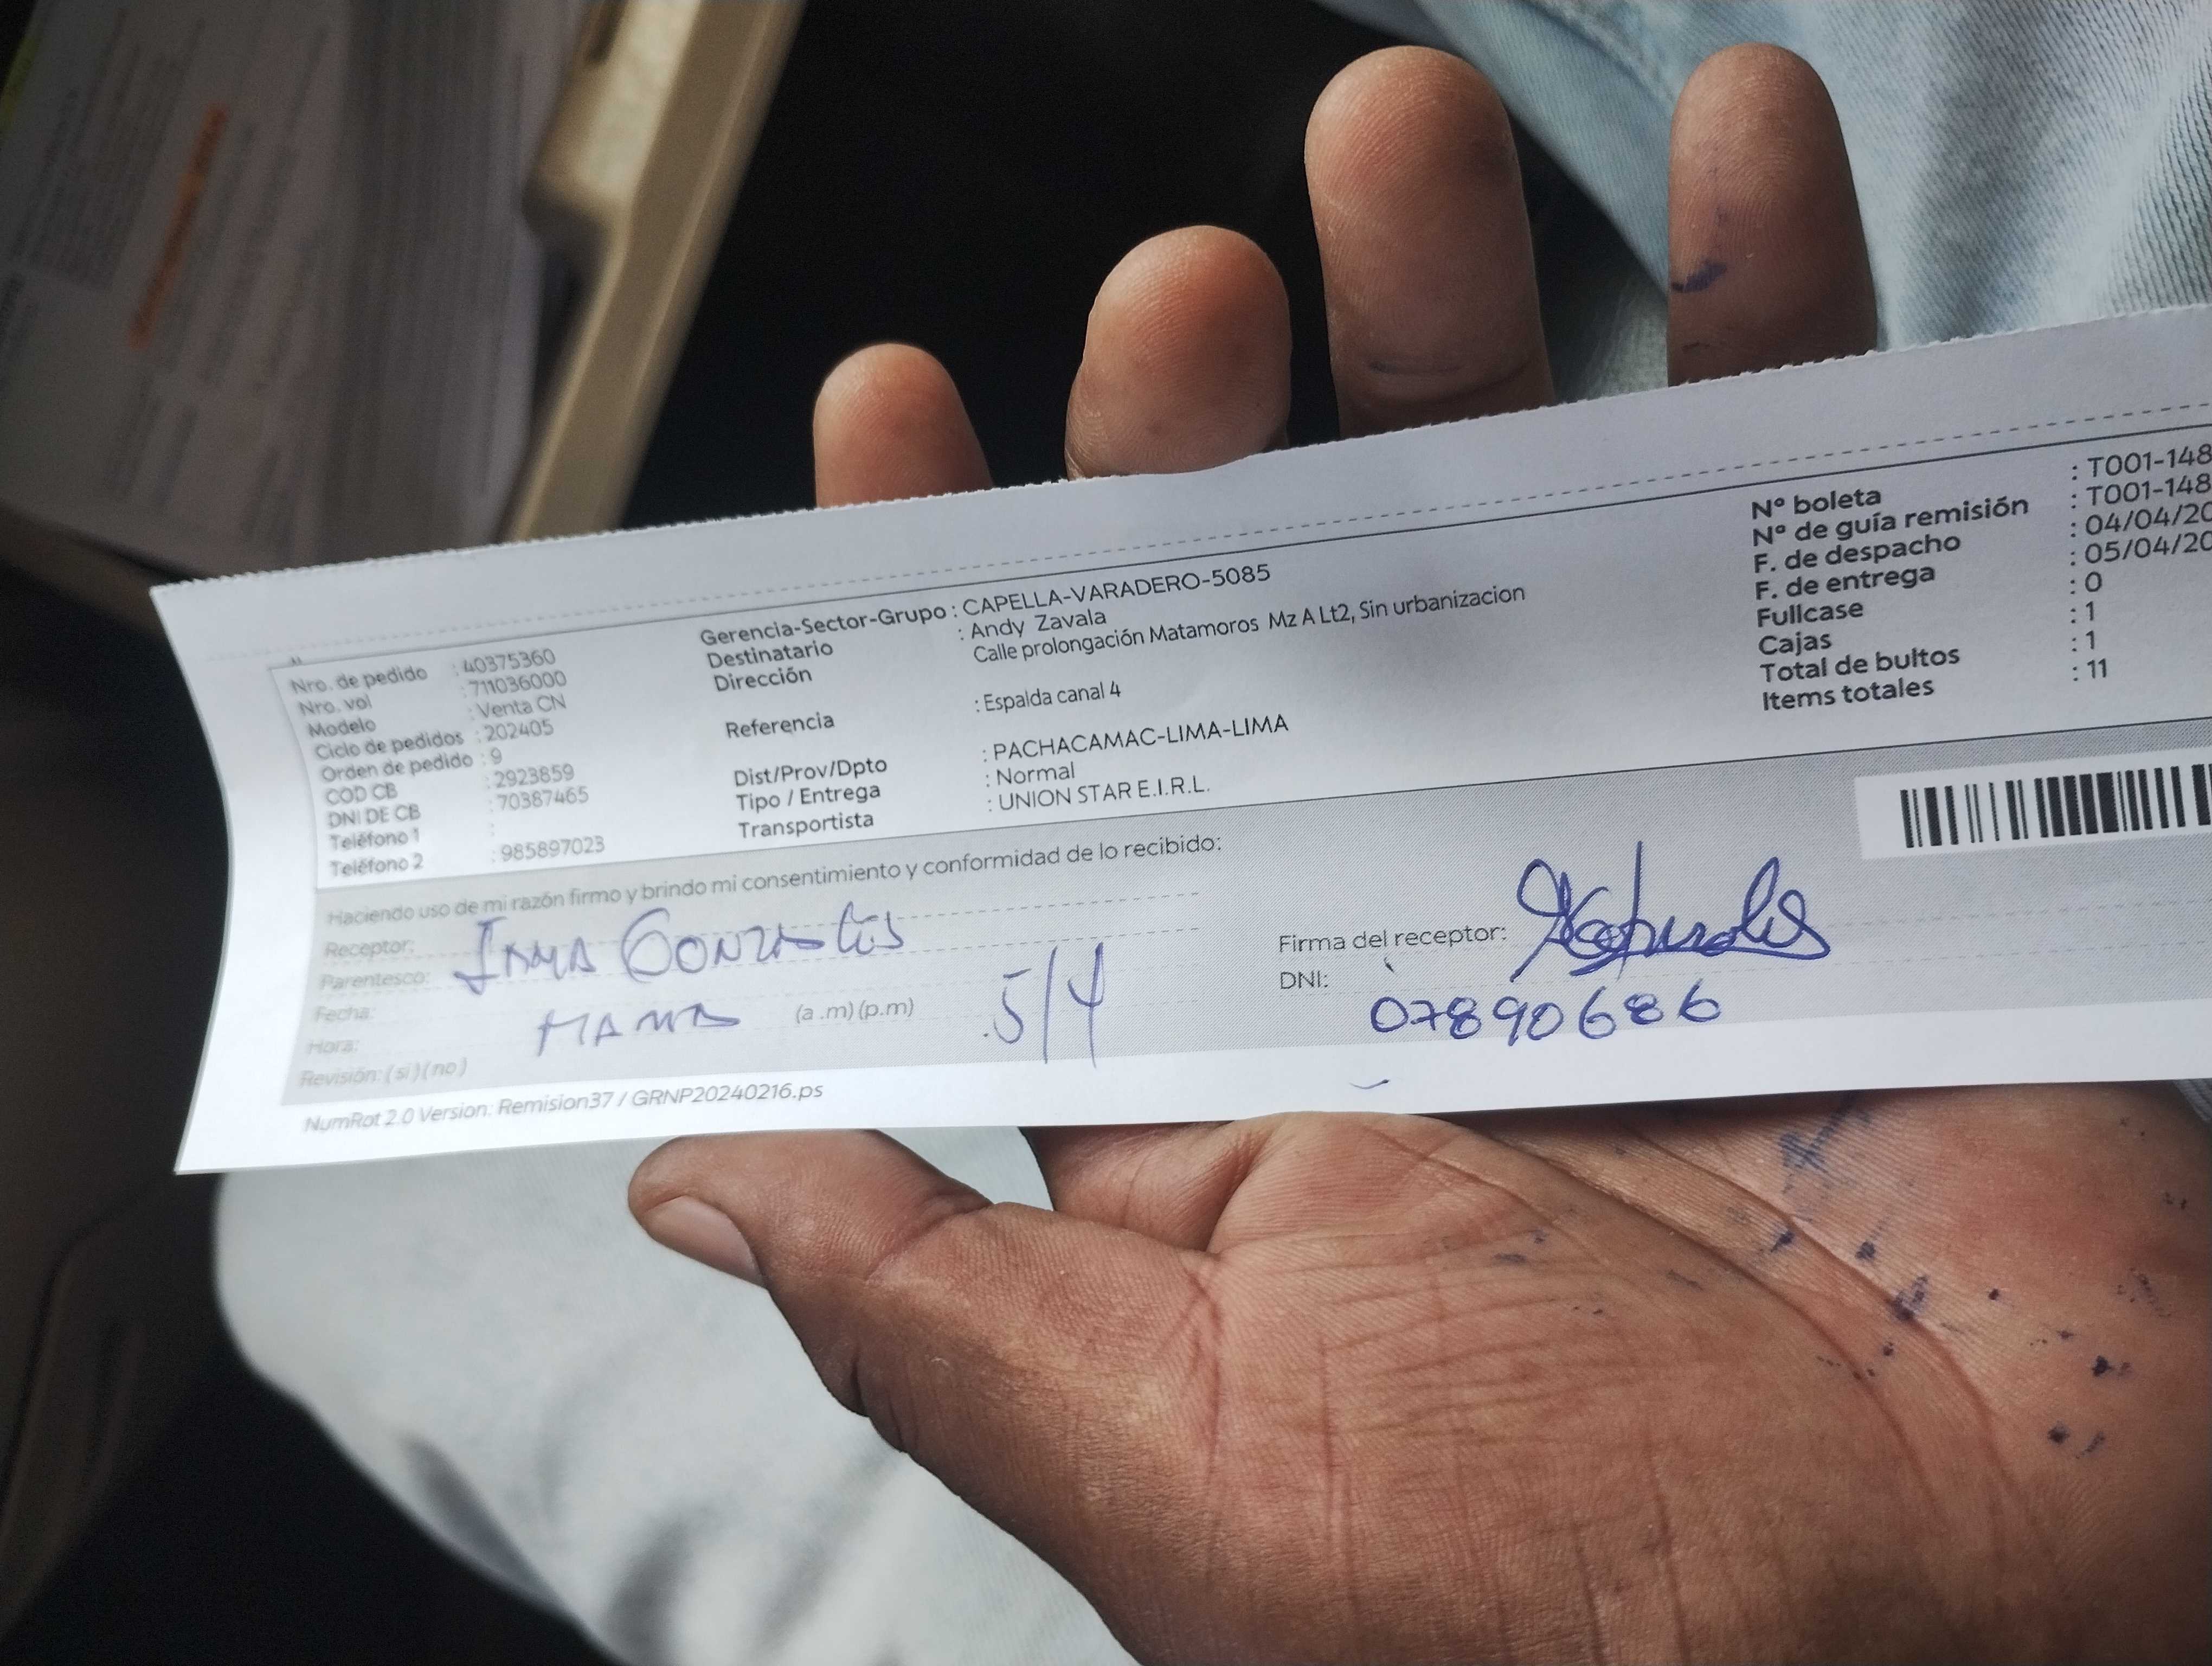 Nro. de pedido : 40375360
Nro. vol : 711036000
Modelo : Venta CN
Ciclo de pedidos : 202405
Orden de pedido : 9
COD CB : 2923859
DNI DE CB : 70387465
Teléfono 1 :
Teléfono 2 : 985897023
Gerencia-Sector-Grupo : CAPELLA-VARADERO-5085
Destinatario : Andy Zavala
Dirección Calle prolongación Matamoros Mz A Lt2, Sin urbanizacion
Referencia : Espalda canal 4
Dist/Prov/Dpto : PACHACAMAC-LIMA-LIMA
Tipo / Entrega : Normal
Transportista : UNION STAR E.I.R.L.
Nº boleta : T001-148
Nº de guía remisión : T001-148
F. de despacho : 04/04/20
F. de entrega : 05/04/20
Fullcase : 0
Cajas : 1
Total de bultos : 1
Items totales : 11
Haciendo uso de mi razón firmo y brindo mi consentimiento y conformidad de lo recibido:
Receptor:
Parentesco: Gonzales
Fecha:
Hora: MAMA (a .m) (p.m) 5/4
Revisión: ( si ) ( no )
Firma del receptor:
DNI: 07890686
NumRot 2.0 Version: Remision37 / GRNP20240216.ps